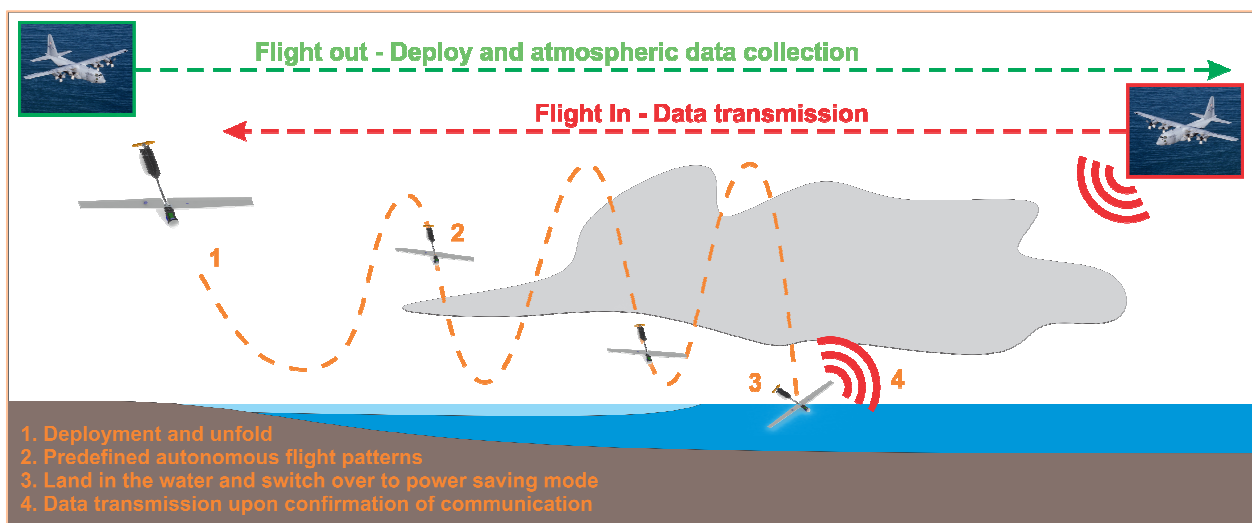 Flight out - Deploy and atmospheric data collection
Flight In - Data transmission
1
2
3
4
1. Deployment and unfold
2. Predefined autonomous flight patterns
3. Land in the water and switch over to power saving mode
4. Data transmission upon confirmation of communication